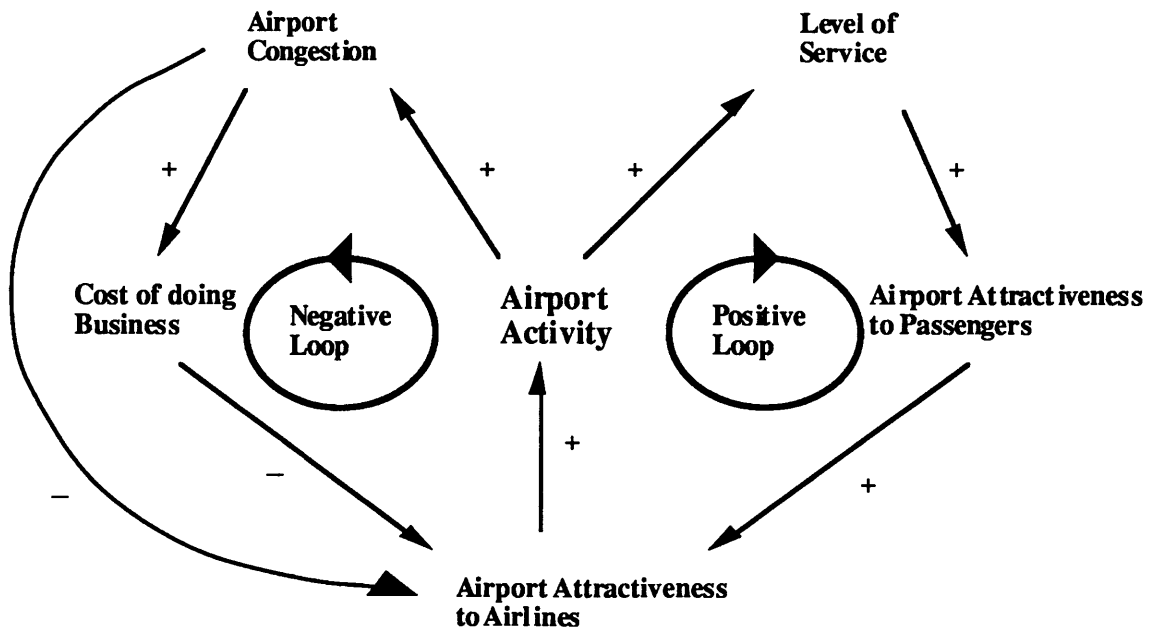 Airport
Congestion
Level of
Service
+
+
+
+
Cost of doing
Business
Negative
Loop
Airport
Activity
Positive
Loop
Airport Attractiveness
to Passengers
+
−
−
+
Airport Attractiveness
to Airlines